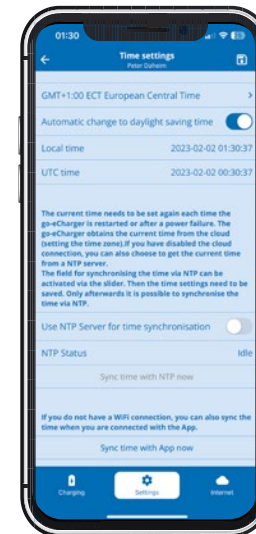 01:30
Time settings
Peter Daheim
GMT+1:00 ECT European Central Time
Automatic change to daylight saving time
Local time 2023-02-02 01:30:37
UTC time 2023-02-02 00:30:37
The current time needs to be set again each time the
go-eCharger is restarted or after a power failure. The
go-eCharger obtains the current time from the cloud
(setting the time zone).If you have disabled the cloud
connection, you can also choose to get the current time
from a NTP server.
The field for synchronising the time via NTP can be
activated via the slider. Then the time settings need to be
saved. Only afterwards it is possible to synchronise the
time via NTP.
Use NTP Server for time synchronisation
NTP Status Idle
Sync time with NTP now
If you do not have a WiFi connection, you can also sync the
time when you are connected with the App.
Sync time with App now
Charging Settings Internet